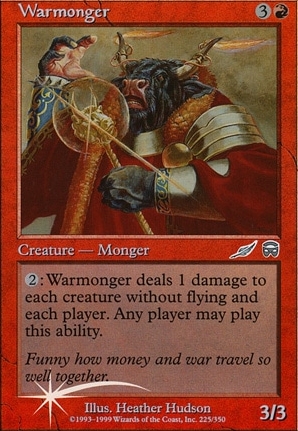 Warmonger 3
Creature — Monger
2: Warmonger deals 1 damage to
each creature without flying and
each player. Any player may play
this ability.
Funny how money and war travel so
well together.
3/3
Illus. Heather Hudson
©1993–1999 Wizards of the Coast, Inc. 225/350